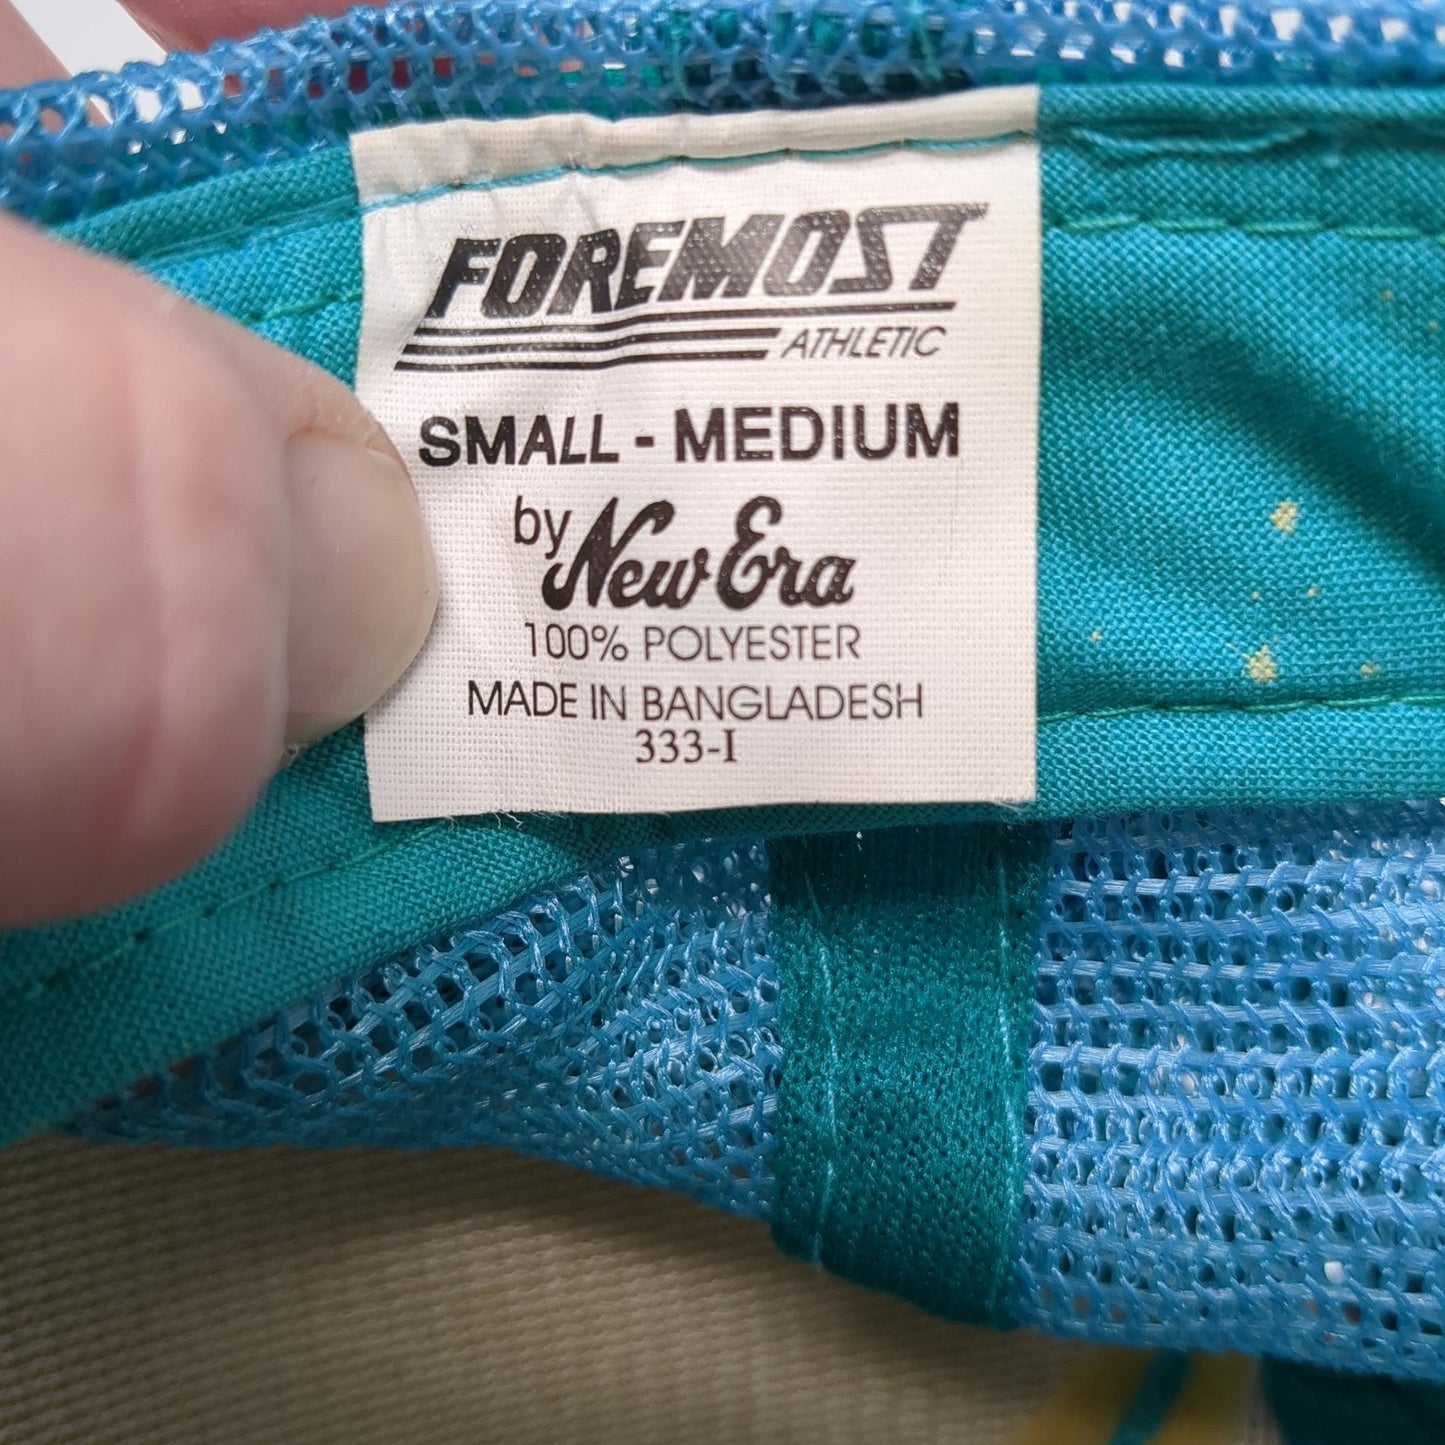 FOREMOST
ATHLETIC
SMALL - MEDIUM
by New Era
100% POLYESTER
MADE IN BANGLADESH
333-I